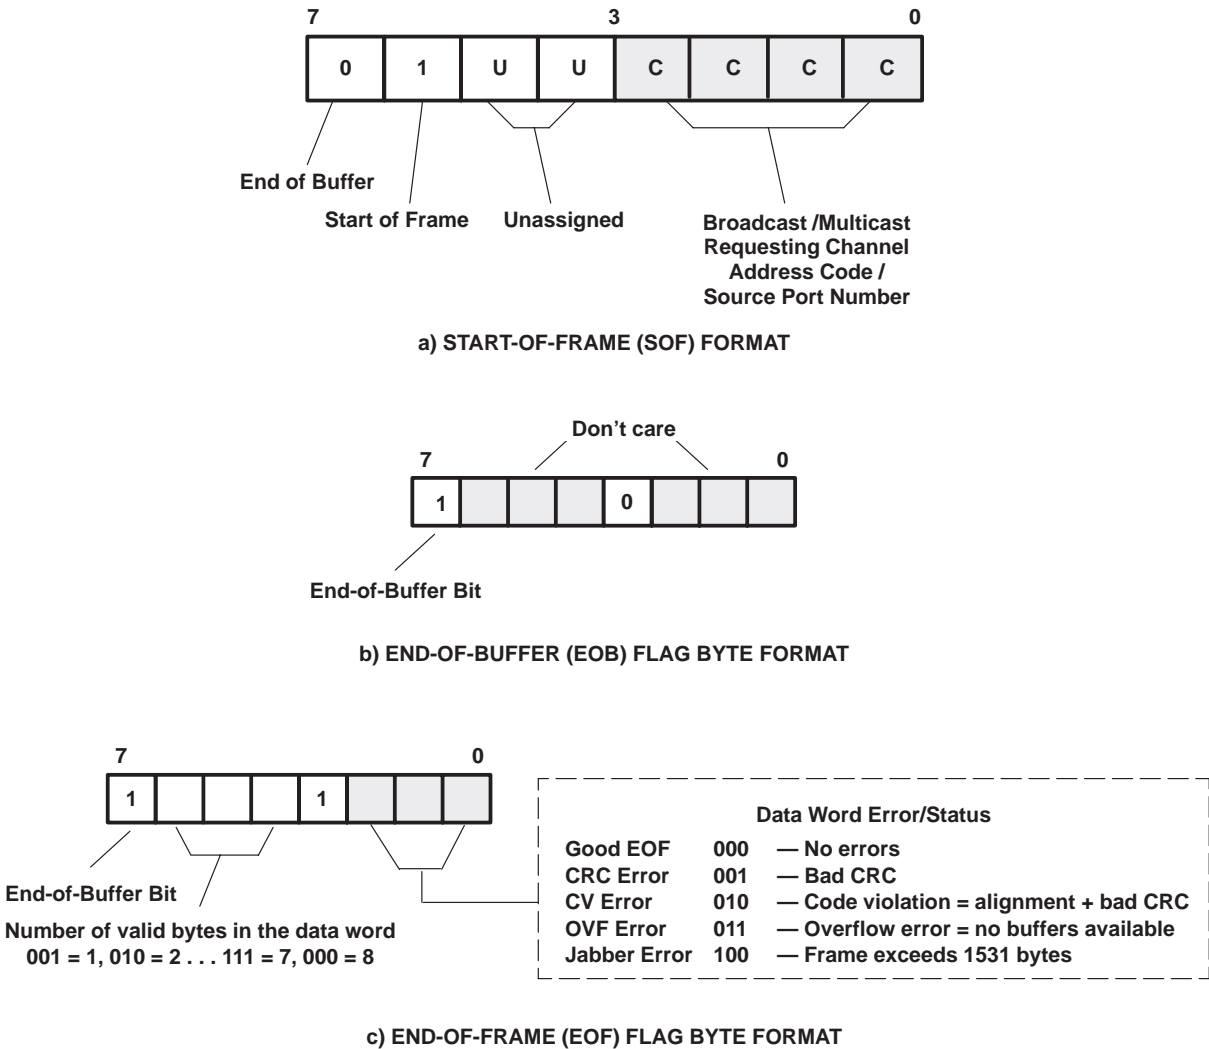 7 3 0
0 1 U U C C C C
End of Buffer
Start of Frame
Unassigned
Broadcast /Multicast
Requesting Channel
Address Code /
Source Port Number
a) START-OF-FRAME (SOF) FORMAT
Don't care
7 0
1 0
End-of-Buffer Bit
b) END-OF-BUFFER (EOB) FLAG BYTE FORMAT
7 0
1 1
End-of-Buffer Bit
Number of valid bytes in the data word
001 = 1, 010 = 2 . . . 111 = 7, 000 = 8
Data Word Error/Status
Good EOF 000 — No errors
CRC Error 001 — Bad CRC
CV Error 010 — Code violation = alignment + bad CRC
OVF Error 011 — Overflow error = no buffers available
Jabber Error 100 — Frame exceeds 1531 bytes
c) END-OF-FRAME (EOF) FLAG BYTE FORMAT